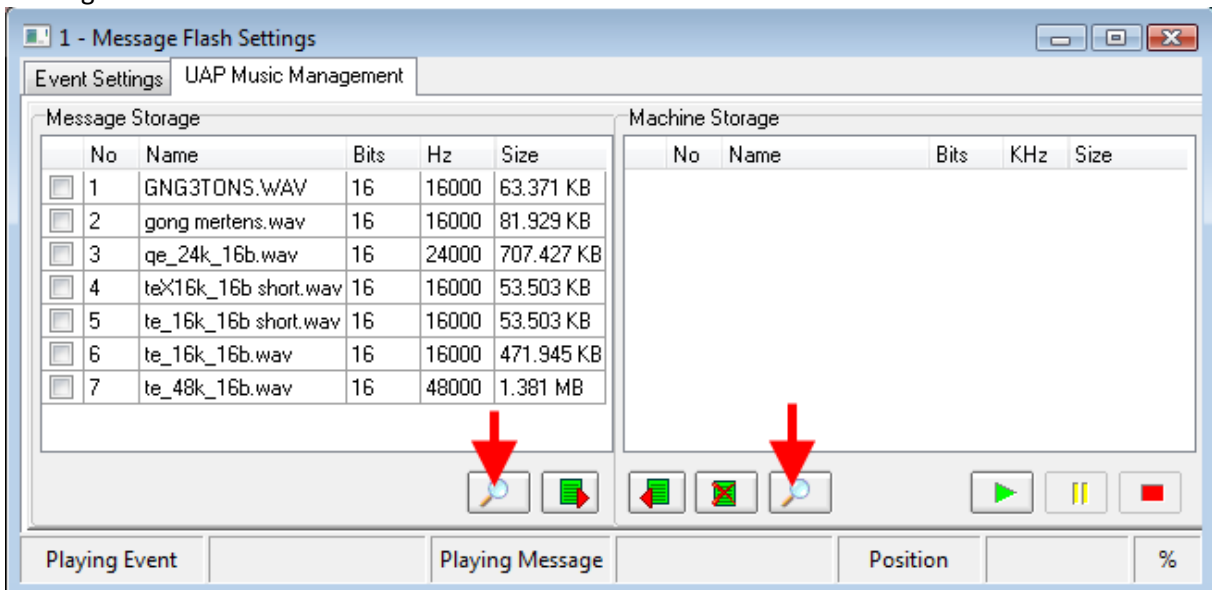 1 - Message Flash Settings
Event Settings UAP Music Management
Message Storage
No Name Bits Hz Size
1 GNG3TONS.WAV 16 16000 63.371 KB
2 gong mertens.wav 16 16000 81.929 KB
3 qe_24k_16b.wav 16 24000 707.427 KB
4 teX16k_16b short.wav 16 16000 53.503 KB
5 te_16k_16b short.wav 16 16000 53.503 KB
6 te_16k_16b.wav 16 16000 471.945 KB
7 te_48k_16b.wav 16 48000 1.381 MB
Machine Storage
No Name Bits KHz Size
Playing Event Playing Message Position %